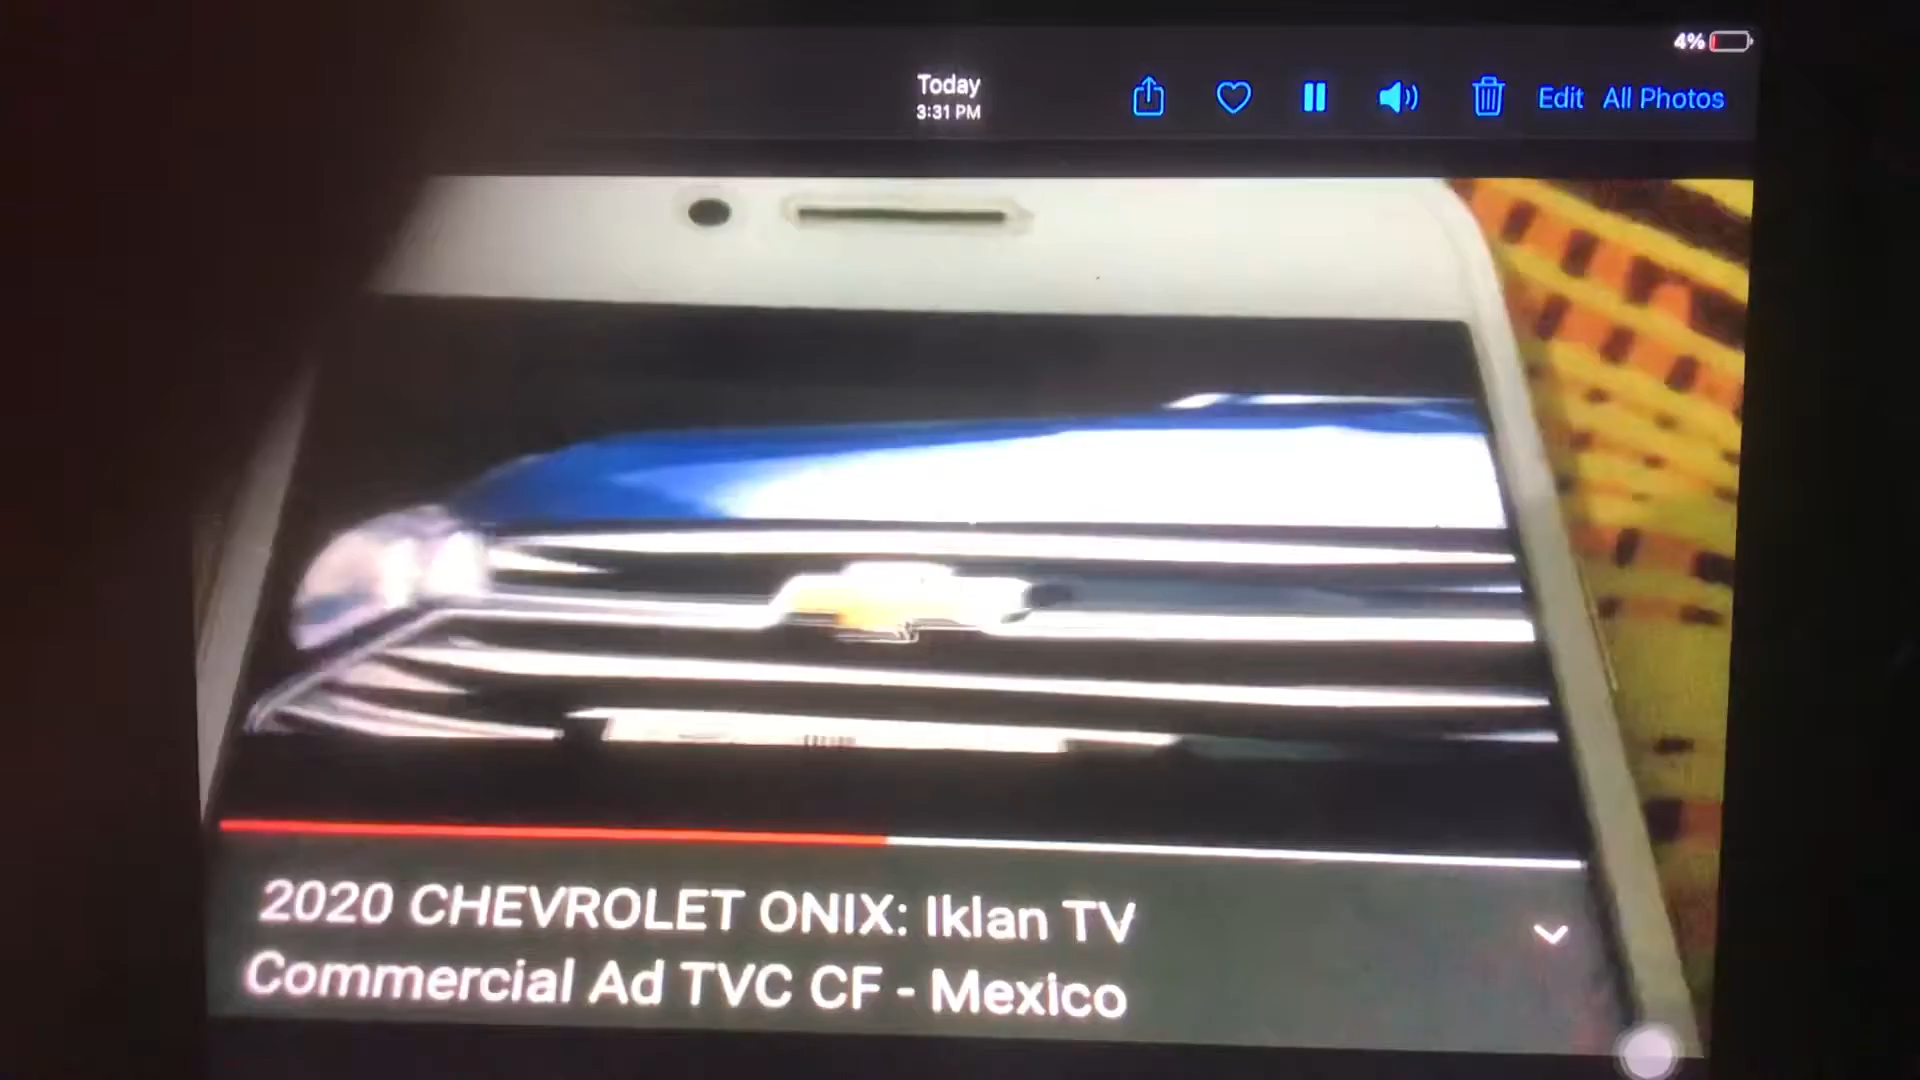 4%
Today
3:31 PM
Edit All Photos
2020 CHEVROLET ONIX: Iklan TV
Commercial Ad TVC CF - Mexico